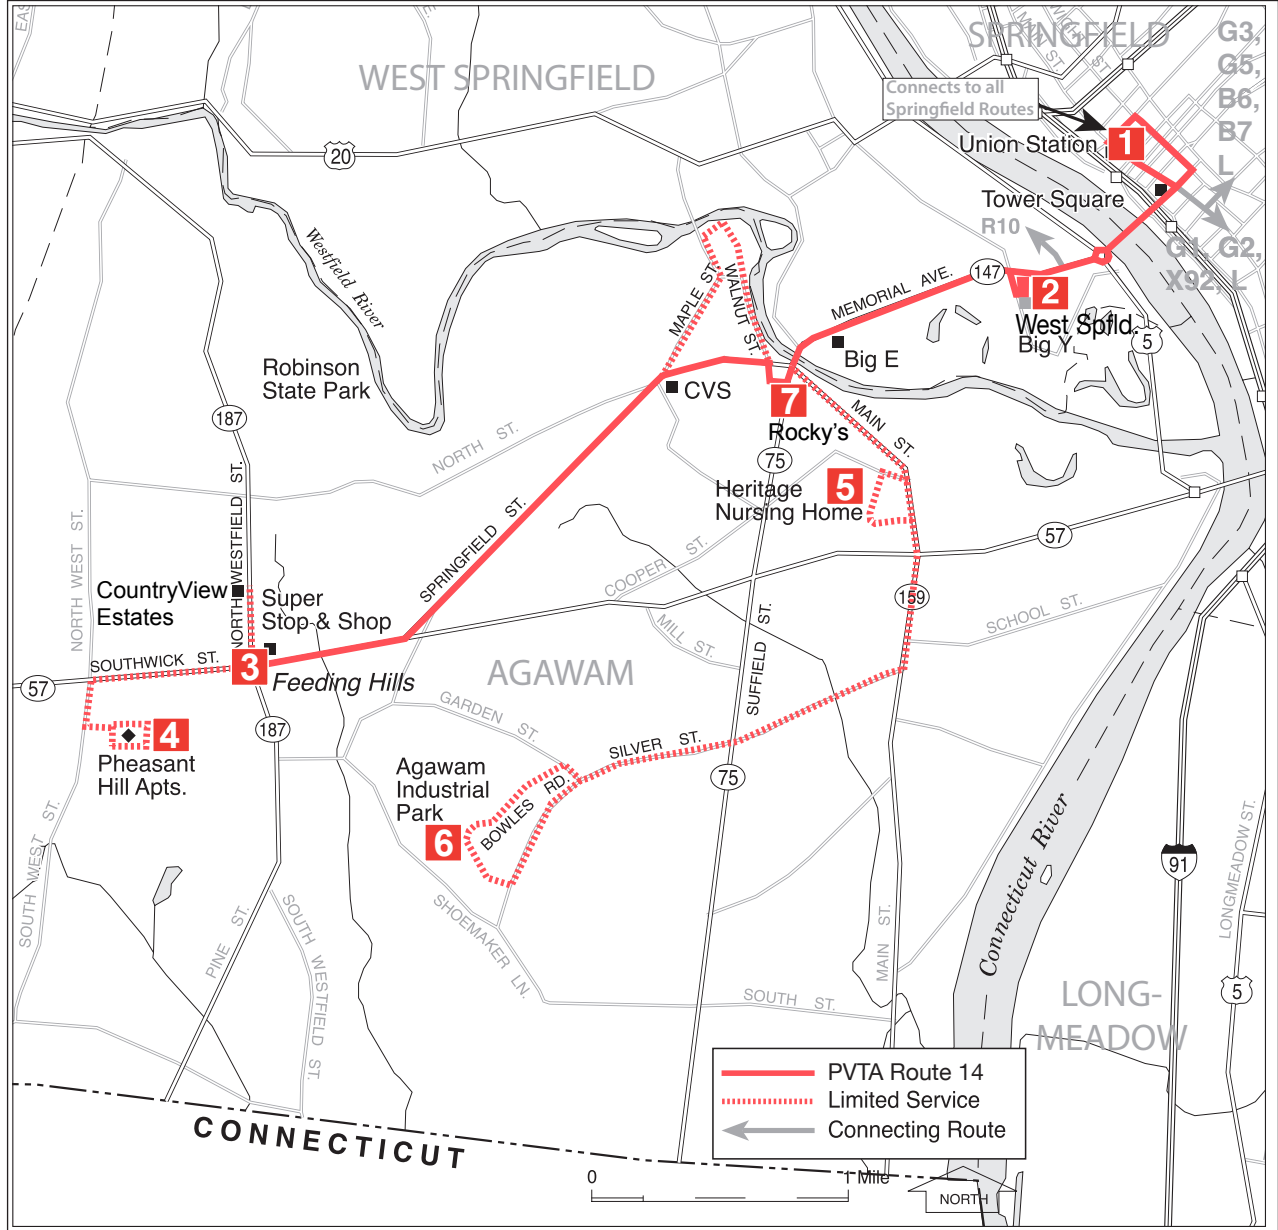 EAS
E.
SPRINGFIELD
MAIN ST.
ST.
G3,
G5,
B6,
B7
L
WEST SPRINGFIELD
Connects to all
Springfield Routes
1
Union Station
20
Tower Square
R10
G1, G2,
X92, L
Westfield River
MAPLE ST.
WALNUT ST.
MEMORIAL AVE.
147
2
West Spfld.
Big Y
5
Big E
Robinson
State Park
CVS
7
Rocky's
MAIN ST.
187
NORTH ST.
75
5
Heritage
Nursing Home
57
SPRINGFIELD ST.
COOPER ST.
NORTH WEST ST.
NORTH WESTFIELD ST.
CountryView
Estates
Super
Stop & Shop
159
SCHOOL ST.
MILL ST.
SUFFIELD ST.
SOUTHWICK ST.
3
Feeding Hills
AGAWAM
57
187
4
Pheasant
Hill Apts.
GARDEN ST.
SILVER ST.
75
Agawam
Industrial
Park
6
BOWLES RD.
SOUTH WEST ST.
PINE ST.
SOUTH WESTFIELD ST.
SHOEMAKER LN.
MAIN ST.
SOUTH ST.
Connecticut River
91
LONGMEADOW ST.
5
LONG-
MEADOW
PVTA Route 14
Limited Service
Connecting Route
CONNECTICUT
0 1 Mile
NORTH